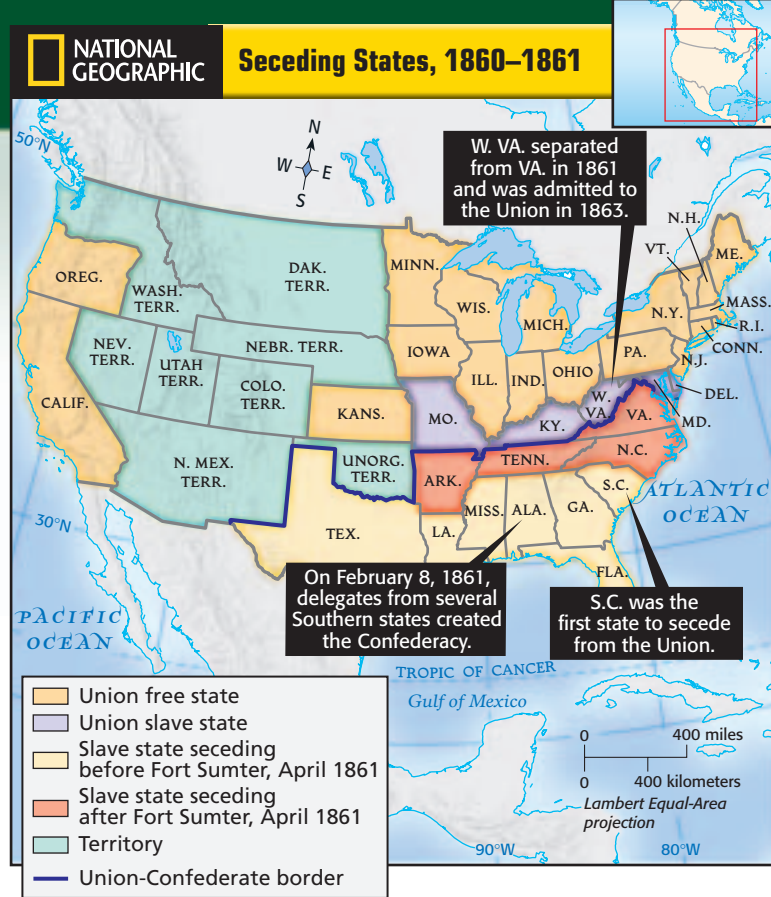 NATIONAL
GEOGRAPHIC
Seceding States, 1860–1861
50°N
N
W
E
S
W. VA. separated
from VA. in 1861
and was admitted to
the Union in 1863.
N.H.
VT.
ME.
OREG.
WASH.
TERR.
DAK.
TERR.
MINN.
WIS.
MICH.
N.Y.
MASS.
R.I.
CONN.
NEV.
TERR.
UTAH
TERR.
NEBR. TERR.
IOWA
PA.
N.J.
CALIF.
COLO.
TERR.
KANS.
MO.
ILL.
IND.
OHIO
W.
VA.
KY.
VA.
DEL.
MD.
N. MEX.
TERR.
UNORG.
TERR.
ARK.
TENN.
N.C.
S.C.
ATLANTIC
OCEAN
30°N
TEX.
LA.
MISS.
ALA.
GA.
FLA.
On February 8, 1861,
delegates from several
Southern states created
the Confederacy.
S.C. was the
first state to secede
from the Union.
PACIFIC
OCEAN
TROPIC OF CANCER
Gulf of Mexico
Union free state
Union slave state
Slave state seceding
before Fort Sumter, April 1861
Slave state seceding
after Fort Sumter, April 1861
Territory
Union-Confederate border
0
400 miles
0
400 kilometers
Lambert Equal-Area
projection
90°W
80°W